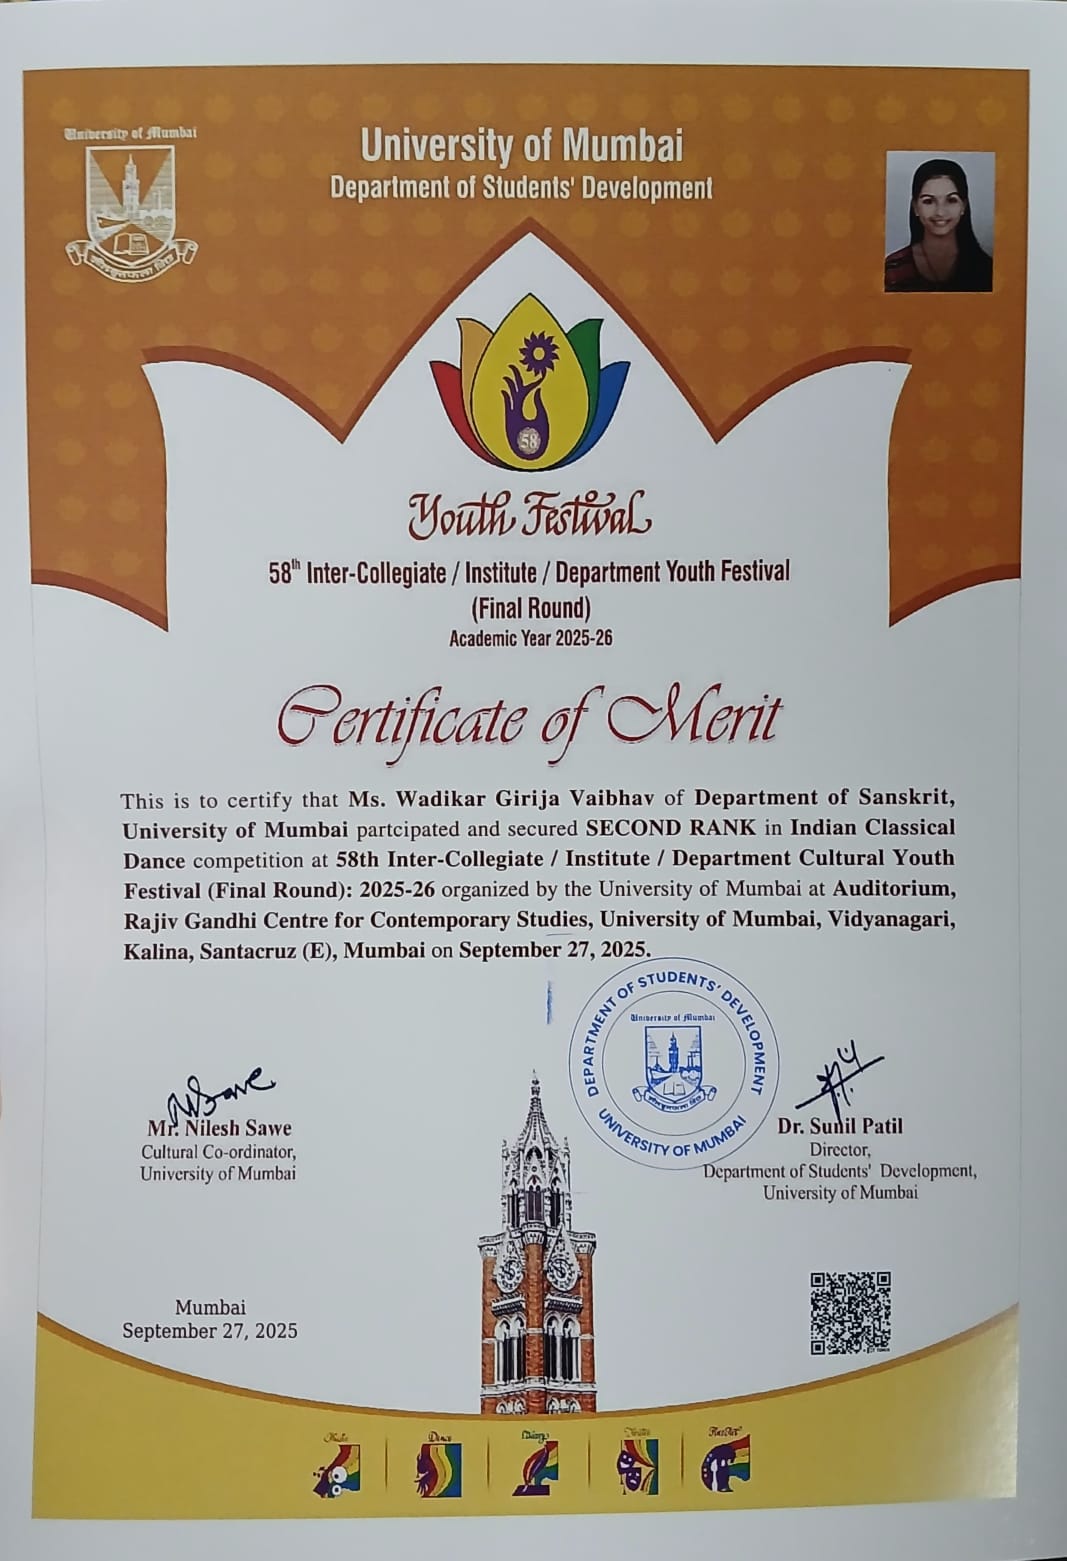 University of Mumbai
University of Mumbai
Department of Students' Development
58
Youth Festival
58th Inter-Collegiate / Institute / Department Youth Festival
(Final Round)
Academic Year 2025-26
Certificate of Merit
This is to certify that Ms. Wadikar Girija Vaibhav of Department of Sanskrit,
University of Mumbai partcipated and secured SECOND RANK in Indian Classical
Dance competition at 58th Inter-Collegiate / Institute / Department Cultural Youth
Festival (Final Round): 2025-26 organized by the University of Mumbai at Auditorium,
Rajiv Gandhi Centre for Contemporary Studies, University of Mumbai, Vidyanagari,
Kalina, Santacruz (E), Mumbai on September 27, 2025.
DEPARTMENT OF STUDENTS' DEVELOPMENT
University of Mumbai
UNIVERSITY OF MUMBAI
Mr. Nilesh Sawe
Cultural Co-ordinator,
University of Mumbai
Dr. Sunil Patil
Director,
Department of Students' Development,
University of Mumbai
Mumbai
September 27, 2025
Music
Dance
Literary
Theatre
Fine Art